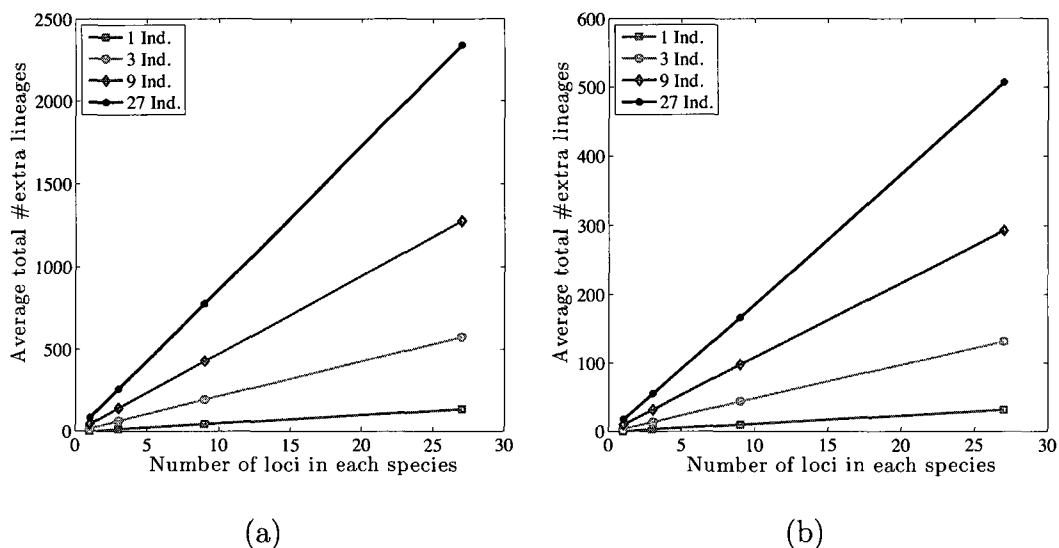 2500
2000
1500
1000
500
0
0 5 10 15 20 25 30
Average total #extra lineages
Number of loci in each species
1 Ind.
3 Ind.
9 Ind.
27 Ind.
(a)
600
500
400
300
200
100
0
0 5 10 15 20 25 30
Average total #extra lineages
Number of loci in each species
1 Ind.
3 Ind.
9 Ind.
27 Ind.
(b)